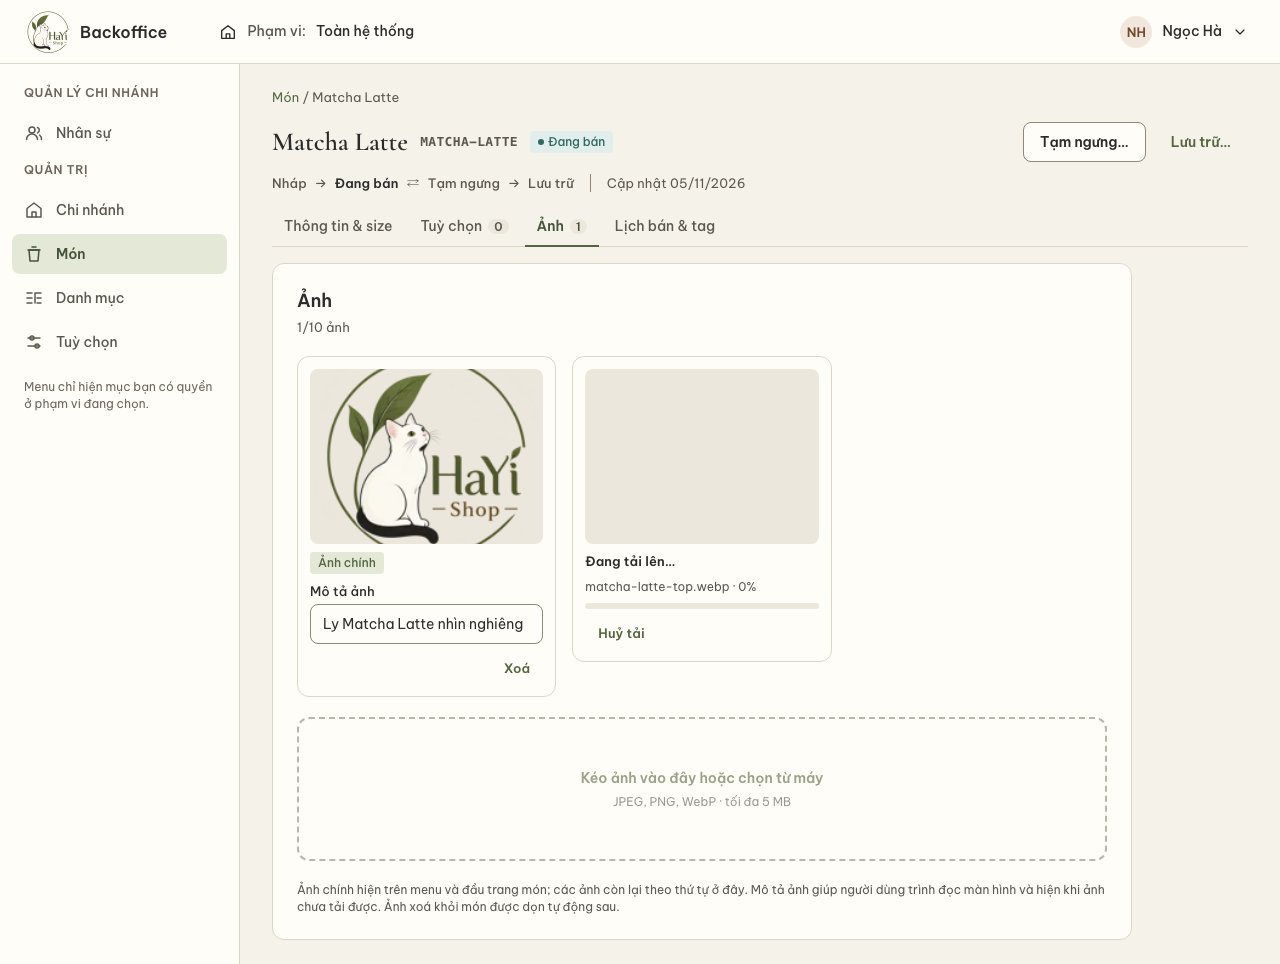 HaYi
Shop
Backoffice
Phạm vi: Toàn hệ thống
NH
Ngọc Hà
QUẢN LÝ CHI NHÁNH
Nhân sự
QUẢN TRỊ
Chi nhánh
Món
Danh mục
Tuỳ chọn
Menu chỉ hiện mục bạn có quyền
ở phạm vi đang chọn.
Món / Matcha Latte
Matcha Latte MATCHA-LATTE Đang bán
Tạm ngưng...
Lưu trữ...
Nháp → Đang bán ⇄ Tạm ngưng → Lưu trữ | Cập nhật 05/11/2026
Thông tin & size Tuỳ chọn 0 Ảnh 1 Lịch bán & tag
Ảnh
1/10 ảnh
HaYi
Shop
Ảnh chính
Mô tả ảnh
Ly Matcha Latte nhìn nghiêng
Xoá
Đang tải lên...
matcha-latte-top.webp · 0%
Huỷ tải
Kéo ảnh vào đây hoặc chọn từ máy
JPEG, PNG, WebP · tối đa 5 MB
Ảnh chính hiện trên menu và đầu trang món; các ảnh còn lại theo thứ tự ở đây. Mô tả ảnh giúp người dùng trình đọc màn hình và hiện khi ảnh
chưa tải được. Ảnh xoá khỏi món được dọn tự động sau.